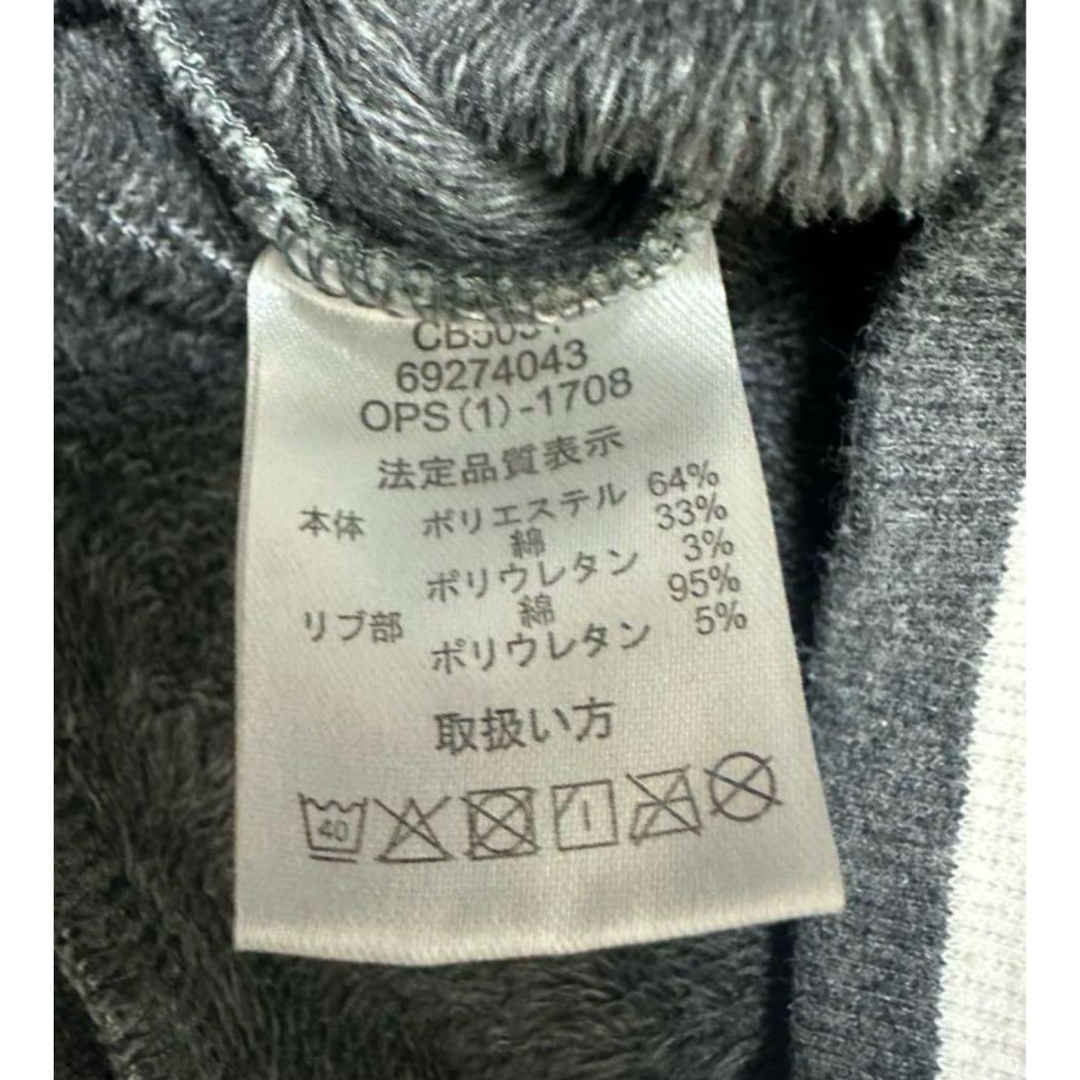 69274043
OPS(1)-1708
法定品質表示
本体 ポリエステル 64%
綿 33%
ポリウレタン 3%
リブ部 綿 95%
ポリウレタン 5%
取扱い方
40